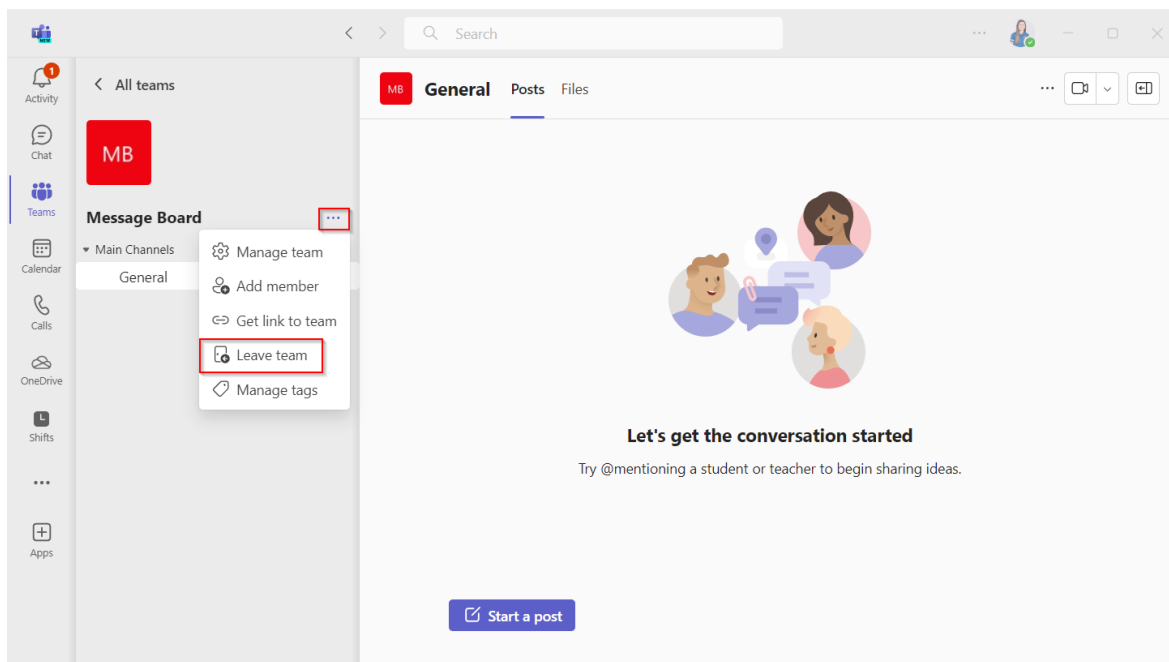 T
NEW
Search
1
Activity
Chat
Teams
Calendar
Calls
OneDrive
L
Shifts
Apps
All teams
MB
Message Board
Main Channels
General
Manage team
Add member
Get link to team
Leave team
Manage tags
MB General Posts Files
Let's get the conversation started
Try @mentioning a student or teacher to begin sharing ideas.
Start a post